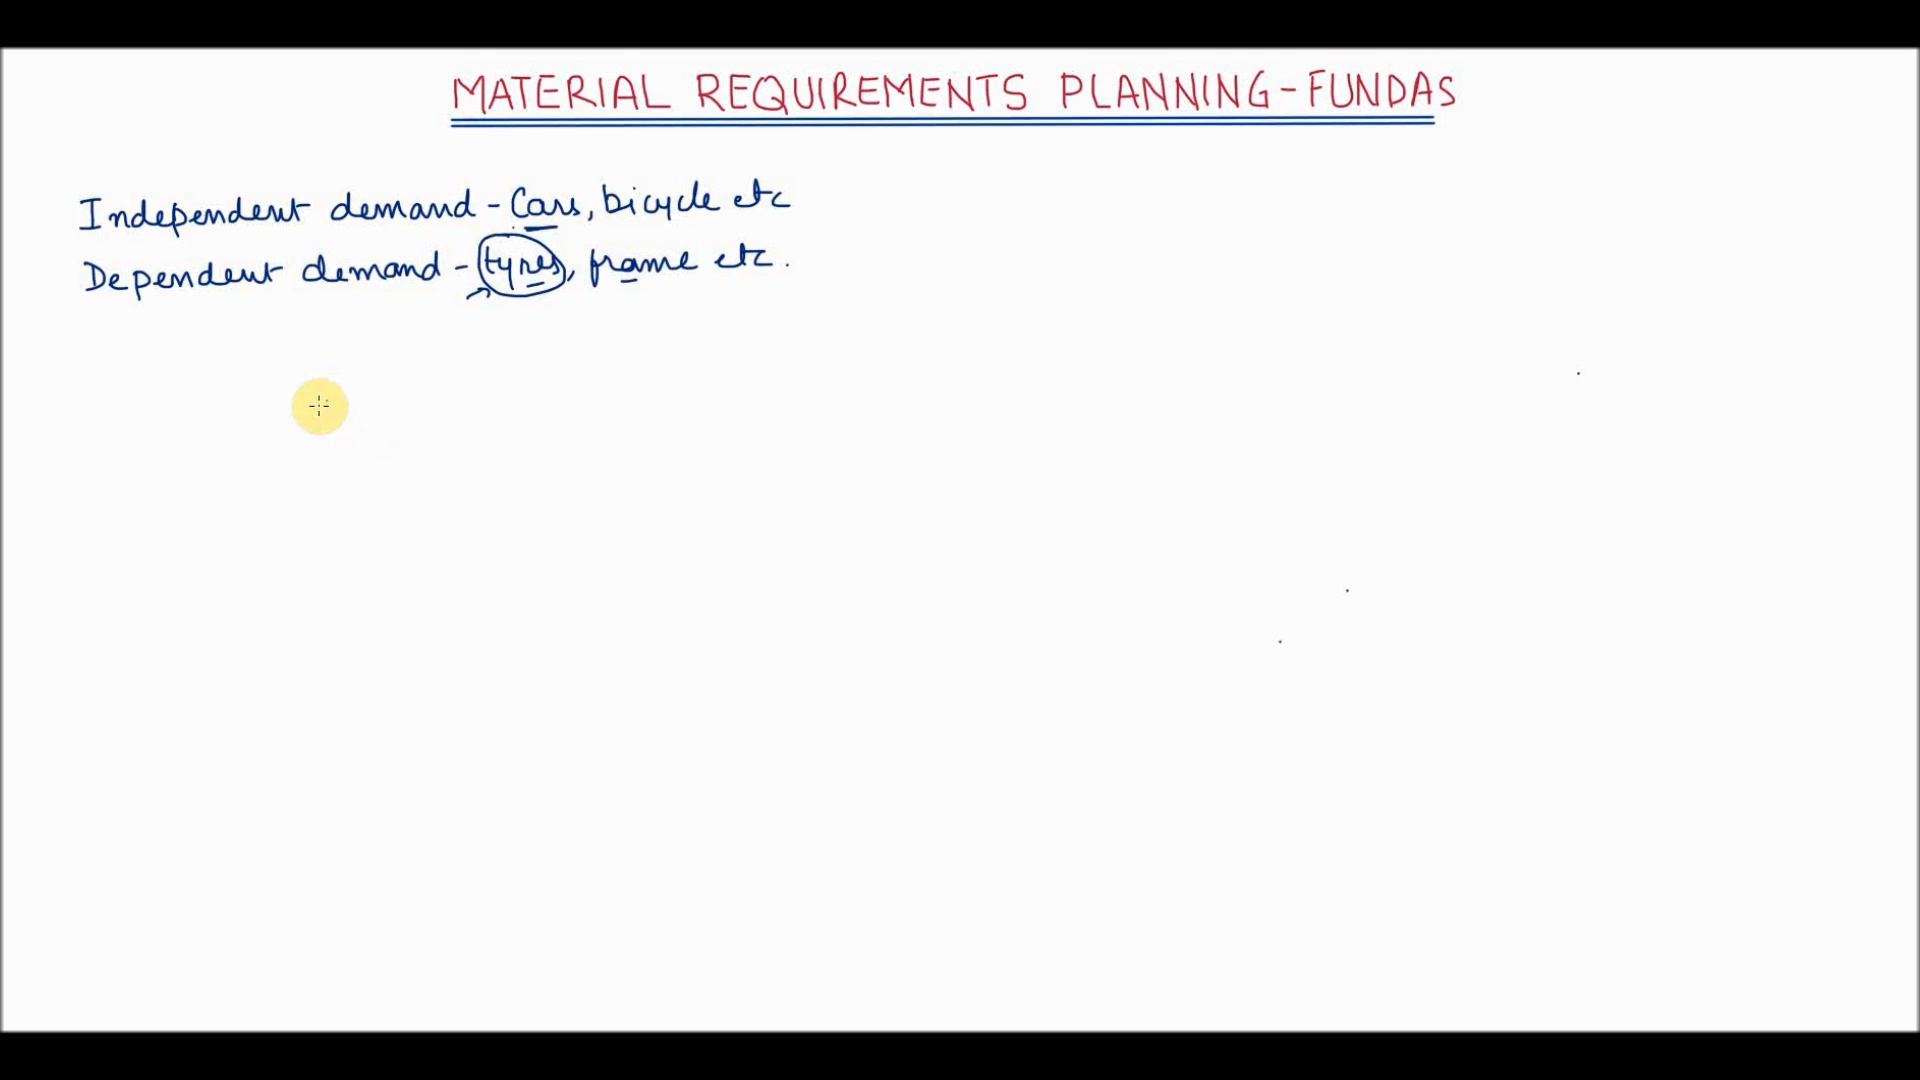 MATERIAL REQUIREMENTS PLANNING-FUNDAS
Independent demand - Cars, bicycle etc
Dependent demand - tyres, frame etc.